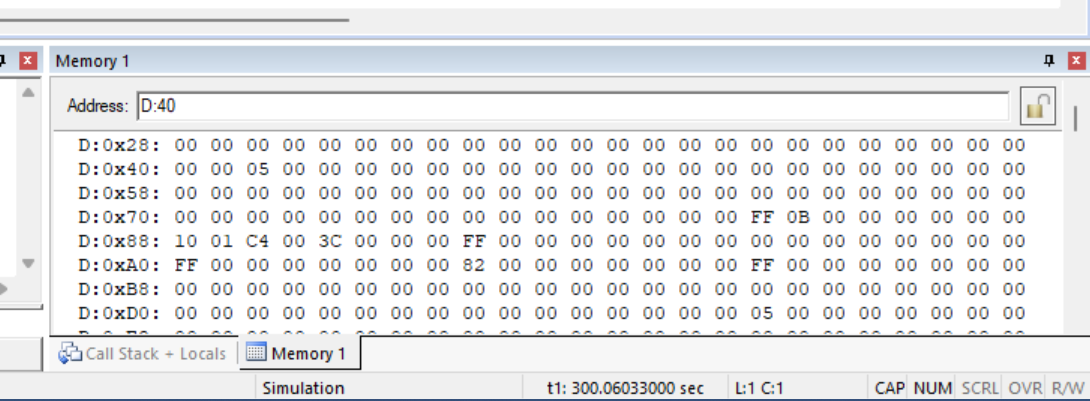 Memory 1
Address: D:40
D:0x28: 00 00 00 00 00 00 00 00 00 00 00 00 00 00 00 00 00 00 00 00 00 00 00 00
D:0x40: 00 00 05 00 00 00 00 00 00 00 00 00 00 00 00 00 00 00 00 00 00 00 00 00
D:0x58: 00 00 00 00 00 00 00 00 00 00 00 00 00 00 00 00 00 00 00 00 00 00 00 00
D:0x70: 00 00 00 00 00 00 00 00 00 00 00 00 00 00 00 00 FF 0B 00 00 00 00 00 00
D:0x88: 10 01 C4 00 3C 00 00 00 FF 00 00 00 00 00 00 00 00 00 00 00 00 00 00 00
D:0xA0: FF 00 00 00 00 00 00 00 82 00 00 00 00 00 00 00 FF 00 00 00 00 00 00 00
D:0xB8: 00 00 00 00 00 00 00 00 00 00 00 00 00 00 00 00 00 00 00 00 00 00 00 00
D:0xD0: 00 00 00 00 00 00 00 00 00 00 00 00 00 00 00 00 05 00 00 00 00 00 00 00
Call Stack + Locals Memory 1
Simulation t1: 300.06033000 sec L:1 C:1 CAP NUM SCRL OVR R/W